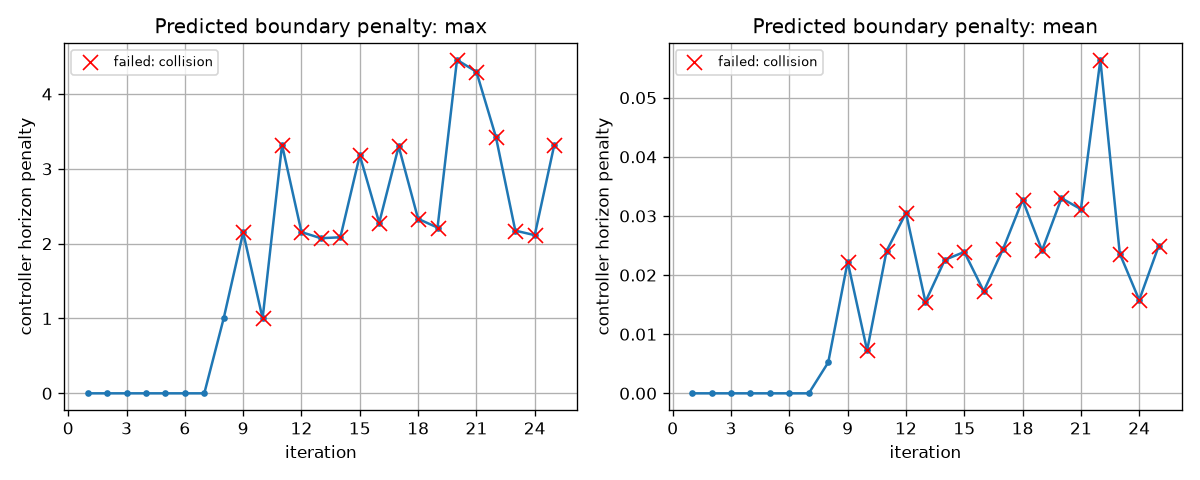 Predicted boundary penalty: max
failed: collision
controller horizon penalty
4
3
2
1
0
0 3 6 9 12 15 18 21 24
iteration
Predicted boundary penalty: mean
failed: collision
controller horizon penalty
0.05
0.04
0.03
0.02
0.01
0.00
0 3 6 9 12 15 18 21 24
iteration